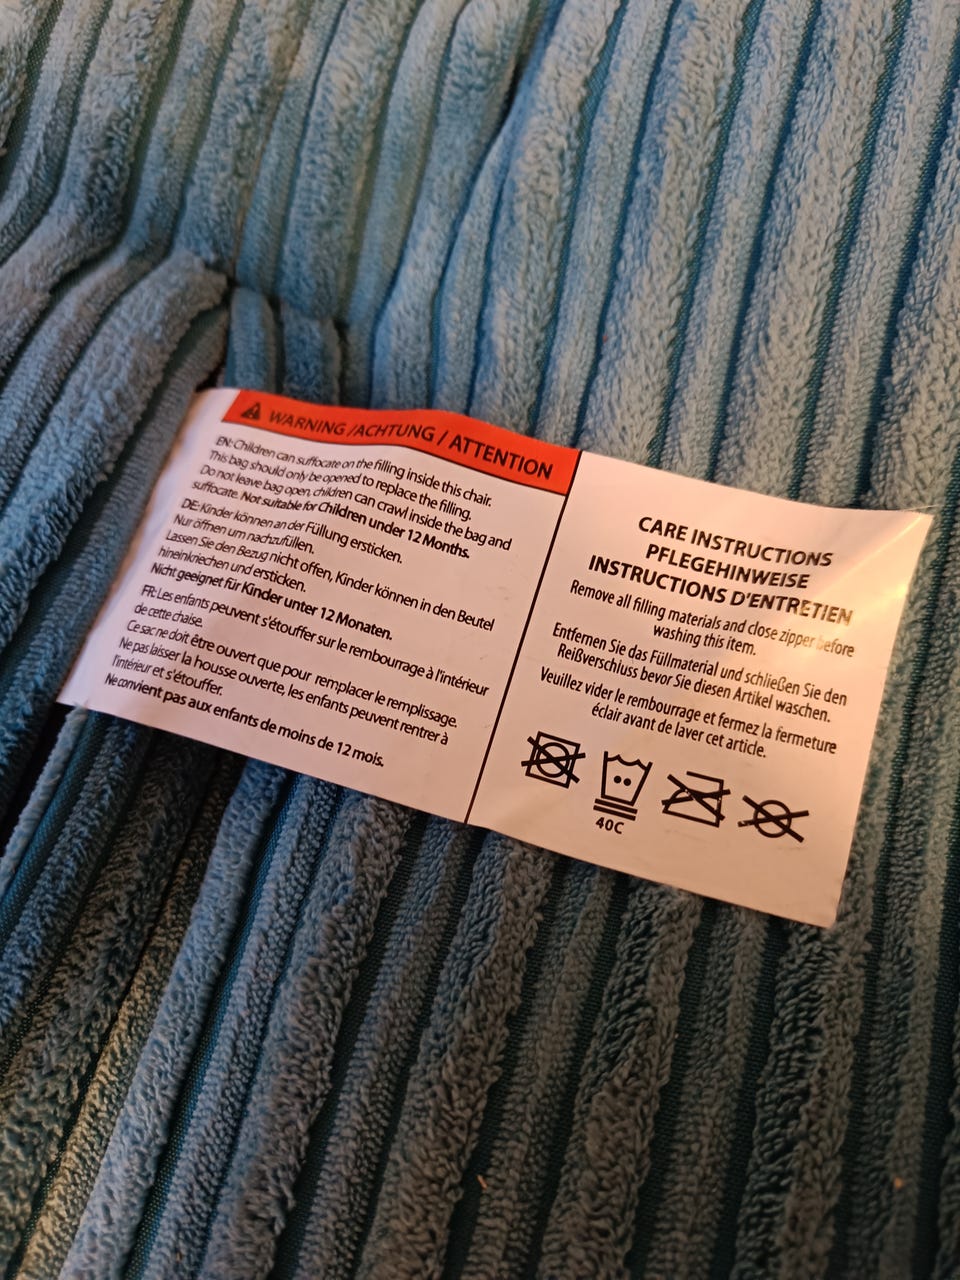 WARNING /ACHTUNG / ATTENTION
EN: Children can suffocate on the filling inside this chair.
This bag should only be opened to replace the filling.
Do not leave bag open, children can crawl inside the bag and
suffocate. Not suitable for Children under 12 Months.
DE: Kinder können an der Füllung ersticken.
Nur öffnen um nachzufüllen.
Lassen Sie den Bezug nicht offen, Kinder können in den Beutel
hineinkriechen und ersticken.
Nicht geeignet für Kinder unter 12 Monaten.
FR: Les enfants peuvent s'étouffer sur le rembourrage à l'intérieur
de cette chaise.
Ce sac ne doit être ouvert que pour remplacer le remplissage.
Ne pas laisser la housse ouverte, les enfants peuvent rentrer à
l'intérieur et s'étouffer.
Ne convient pas aux enfants de moins de 12 mois.
CARE INSTRUCTIONS
PFLEGEHINWEISE
INSTRUCTIONS D'ENTRETIEN
Remove all filling materials and close zipper before
washing this item.
Entfernen Sie das Füllmaterial und schließen Sie den
Reißverschluss bevor Sie diesen Artikel waschen.
Veuillez vider le rembourrage et fermez la fermeture
éclair avant de laver cet article.
40C